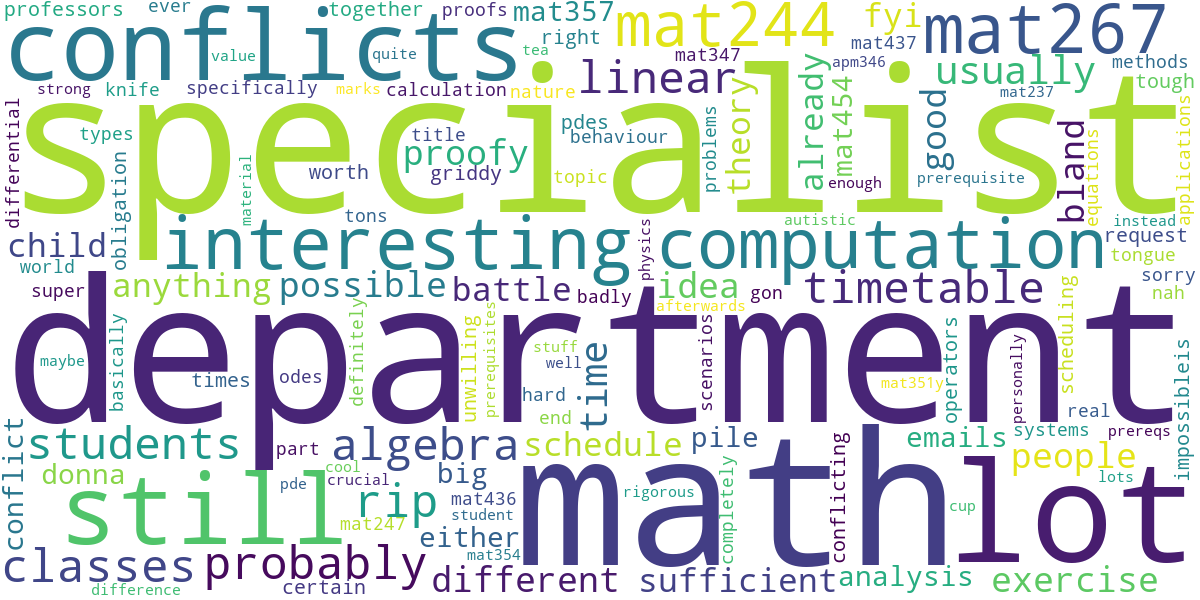 professors ever together proofs mat357 mat244 fyi mat267
conflicts value quite right tea mat347 mat437 apm346 methods
strong knife specifically marks calculation nature linear already usually mat237 tough
specialist
differential types title pdes behaviour problems theory mat454 good bland equations applications
proofy griddy worth topic enough prerequisite
obligation material tons autistic instead
child interesting physics computation request tongue
world super anything possible battle badly idea gon timetable sorry nah
afterwards
department
maybe basically times odes definitely unwilling prerequisites stuff well time scenarios mat351y operators personally scheduling impossibleis
hard end real
conflict students part algebra schedule pile emails systems prereqs people
donna cool crucial big math lot lots
still pde rip mat247 mat436 student rigorous completely conflicting cup
either mat354
classes probably different sufficient analysis exercise
difference certain